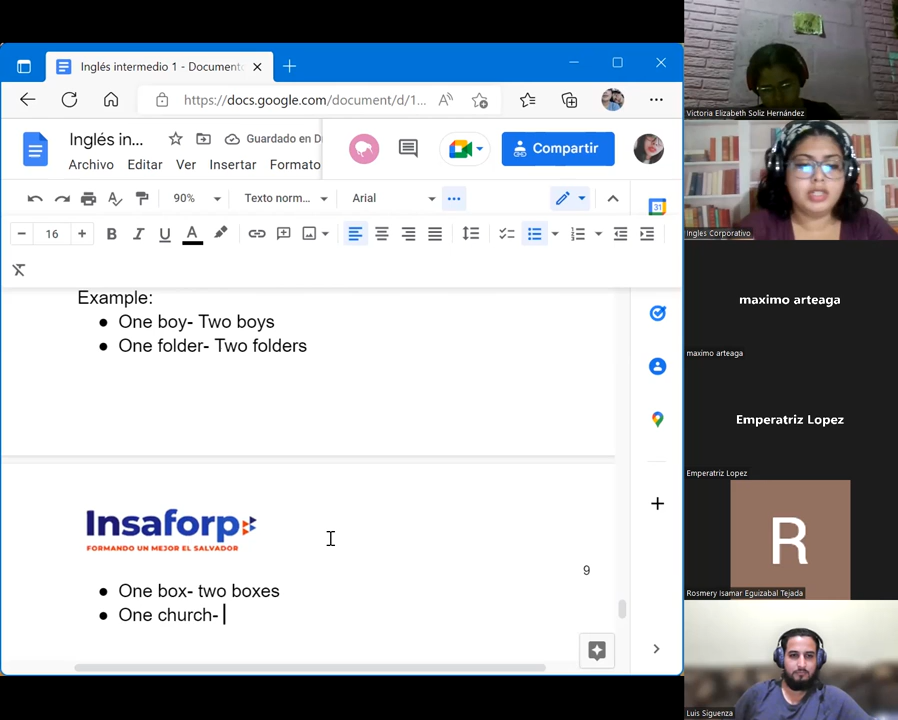 Inglés intermedio 1 - Documento
https://docs.google.com/document/d/1...
Inglés in...
Guardado en D
Archivo Editar Ver Insertar Formato
Compartir
90% Texto norm... Arial
16
31
Example:
One boy- Two boys
One folder- Two folders
Insaforp
FORMANDO UN MEJOR EL SALVADOR
9
One box- two boxes
One church-
Victoria Elizabeth Soliz Hernández
Ingles Corporativo
maximo arteaga
maximo arteaga
Emperatriz Lopez
Emperatriz Lopez
R
Rosmery Isamar Eguizabal Tejada
Luis Siguenza